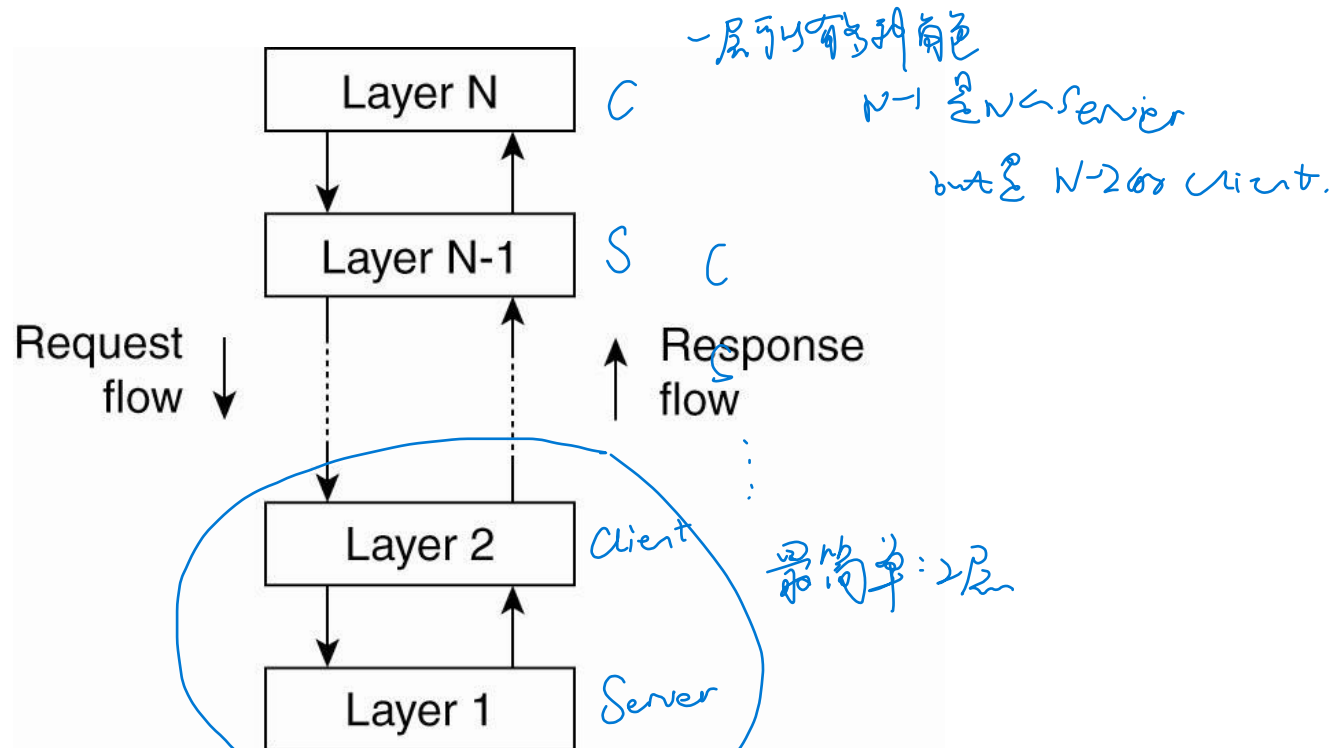 一层可以有多种角色
Layer N
C
N-1 是N的Server
but是 N-2的 client.
Layer N-1
S
C
Request
flow
Response
flow
C
Layer 2
Client
最简单:2层
Layer 1
Server